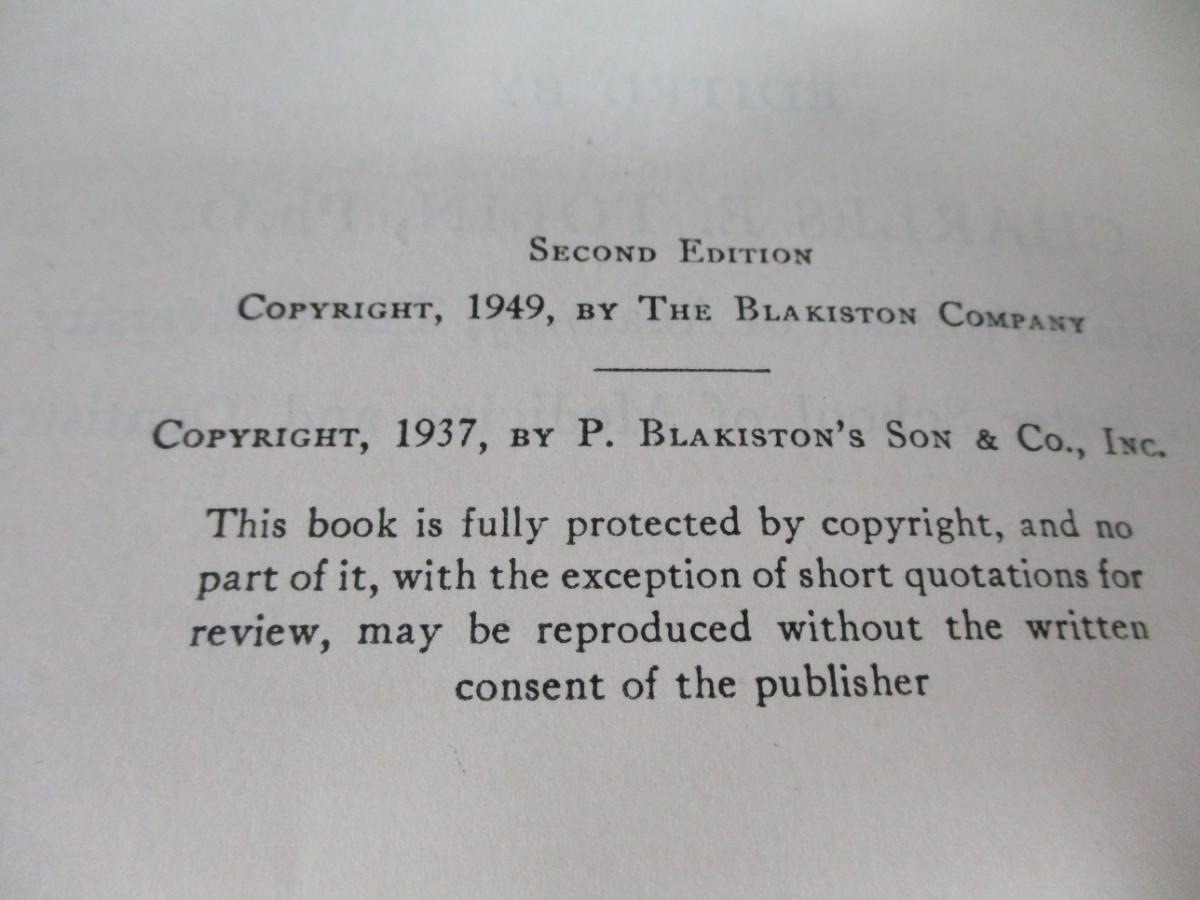 SECOND EDITION
COPYRIGHT, 1949, BY THE BLAKISTON COMPANY
COPYRIGHT, 1937, BY P. BLAKISTON'S SON & CO., INC.
This book is fully protected by copyright, and no
part of it, with the exception of short quotations for
review, may be reproduced without the written
consent of the publisher